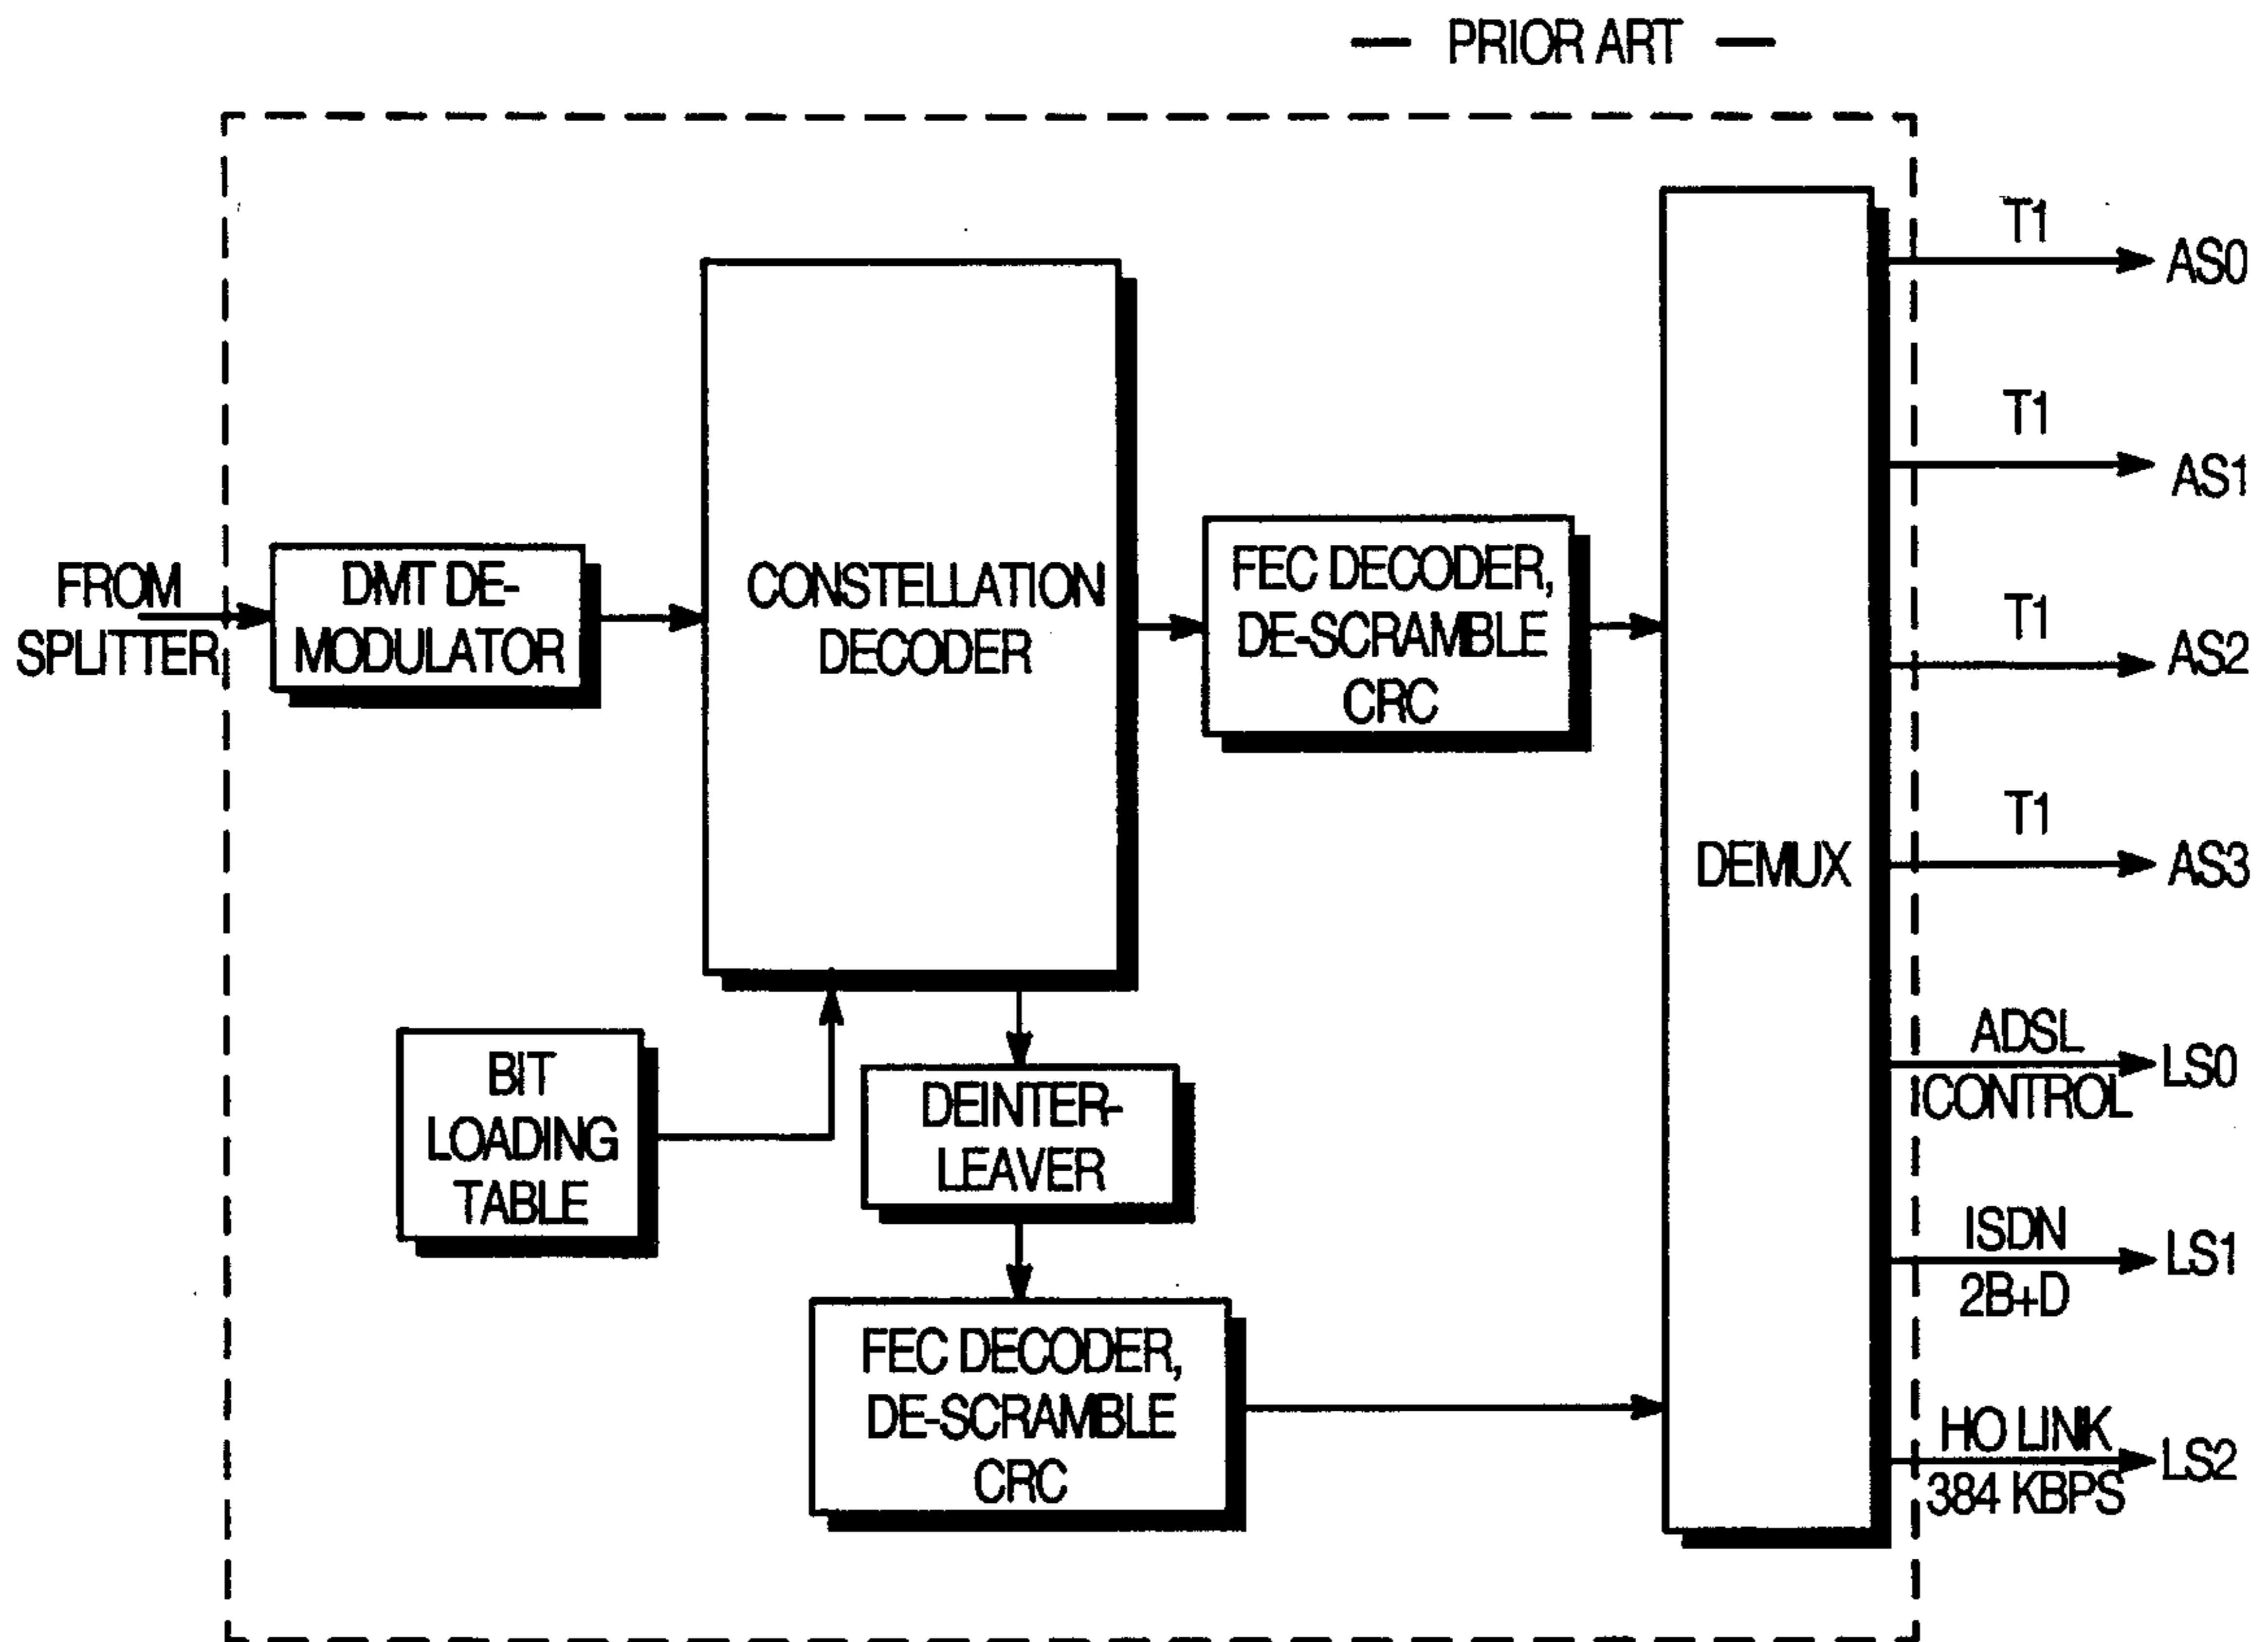 — PRIOR ART —
FROM
SPLITTER
DMT DE-
MODULATOR
CONSTELLATION
DECODER
FEC DECODER,
DE-SCRAMBLE
CRC
BIT
LOADING
TABLE
DEINTER-
LEAVER
FEC DECODER,
DE-SCRAMBLE
CRC
DEMUX
T1
AS0
T1
AS1
T1
AS2
T1
AS3
ADSL
CONTROL
LS0
ISDN
2B+D
LS1
HO LINK
384 KBPS
LS2